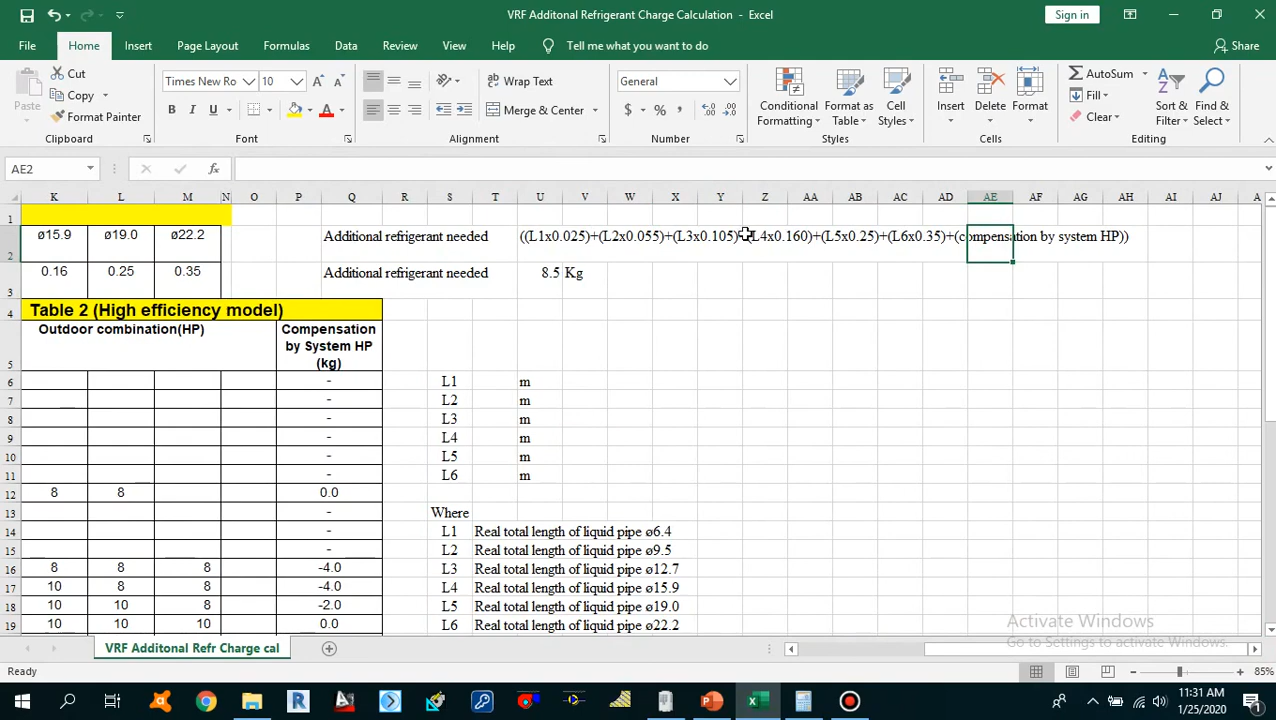 VRF Additonal Refrigerant Charge Calculation - Excel
Sign in
File Home Insert Page Layout Formulas Data Review View Help Tell me what you want to do Share
Paste
Cut
Copy
Format Painter
Clipboard
Times New Ro 10
B I U
Font
Wrap Text
Merge & Center
Alignment
General
$ % ,
Number
Conditional Formatting
Format as Table
Cell Styles
Styles
Insert Delete Format
Cells
AutoSum
Fill
Clear
Sort & Filter
Find & Select
Editing
AE2 fx
K L M N O P Q R S T U V W X Y Z AA AB AC AD AE AF AG AH AI AJ A
1
2 ø15.9 ø19.0 ø22.2 Additional refrigerant needed ((L1x0.025)+(L2x0.055)+(L3x0.105)+(L4x0.160)+(L5x0.25)+(L6x0.35)+(compensation by system HP))
3 0.16 0.25 0.35 Additional refrigerant needed 8.5 Kg
4 Table 2 (High efficiency model)
5 Outdoor combination(HP) Compensation by System HP (kg)
6 - L1 m
7 - L2 m
8 - L3 m
9 - L4 m
10 - L5 m
11 - L6 m
12 8 8 0.0
13 - Where
14 - L1 Real total length of liquid pipe ø6.4
15 - L2 Real total length of liquid pipe ø9.5
16 8 8 8 -4.0 L3 Real total length of liquid pipe ø12.7
17 10 8 8 -4.0 L4 Real total length of liquid pipe ø15.9
18 10 10 8 -2.0 L5 Real total length of liquid pipe ø19.0
19 10 10 10 0.0 L6 Real total length of liquid pipe ø22.2
Activate Windows
Go to Settings to activate Windows.
VRF Additonal Refr Charge cal
Ready
85%
11:31 AM
1/25/2020